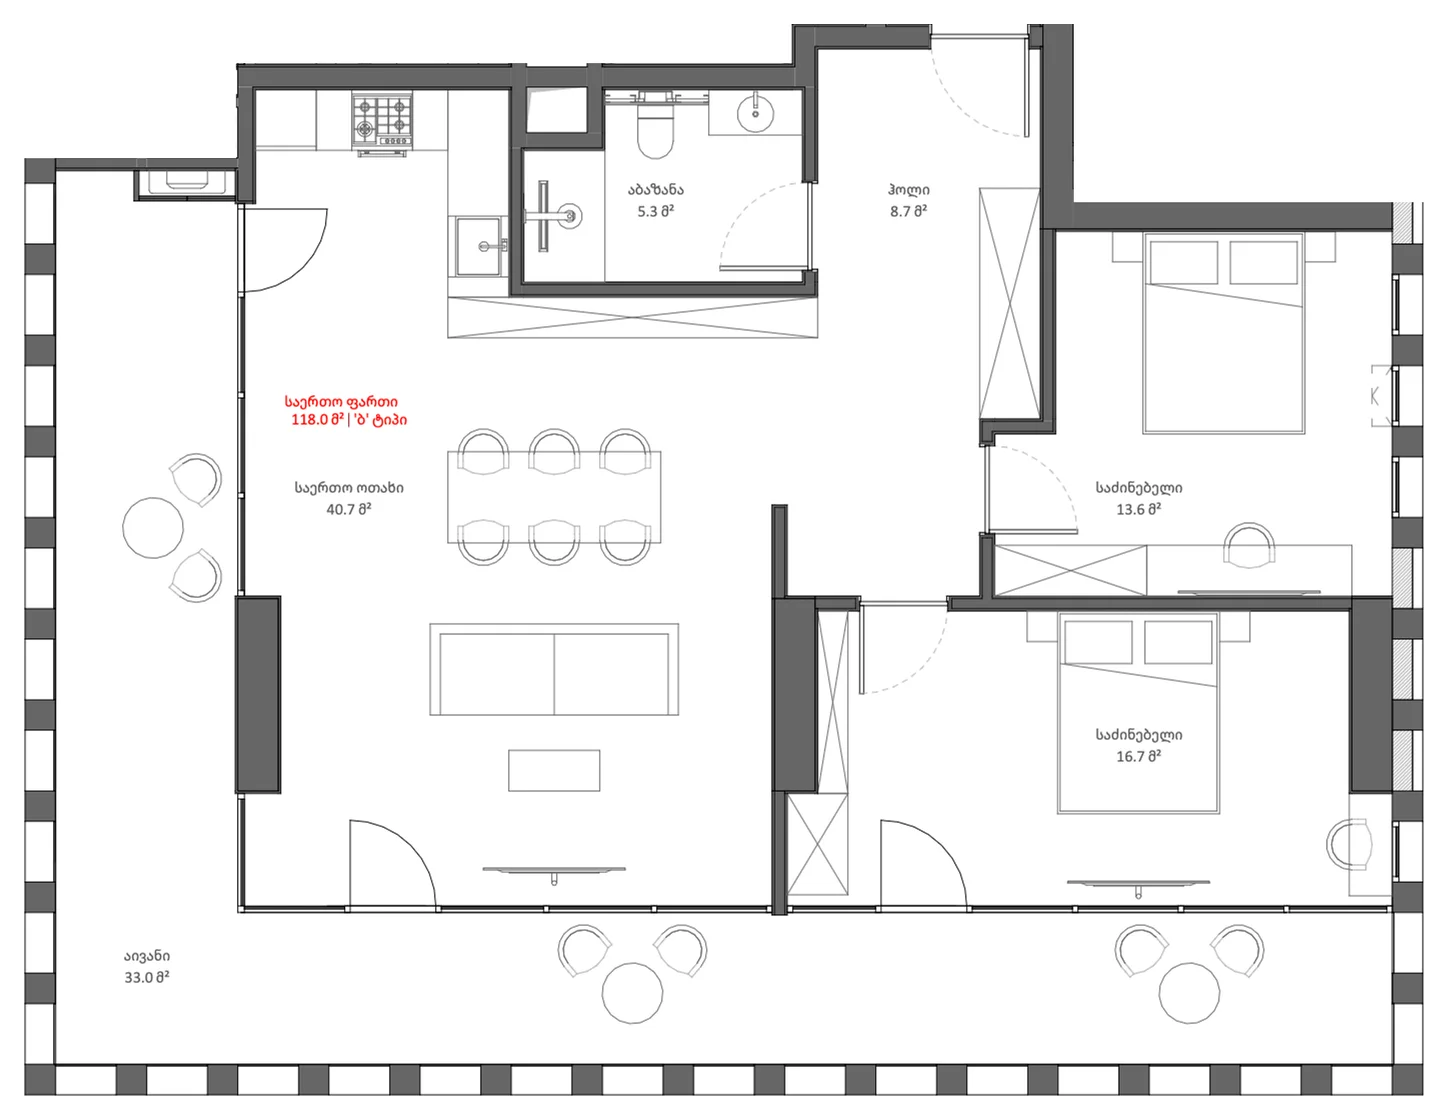 აბაზანა
5.3 მ²
ჰოლი
8.7 მ²
საერთო ფართი
118.0 მ² | 'ბ' ტიპი
საერთო ოთახი
40.7 მ²
საძინებელი
13.6 მ²
საძინებელი
16.7 მ²
აივანი
33.0 მ²
K